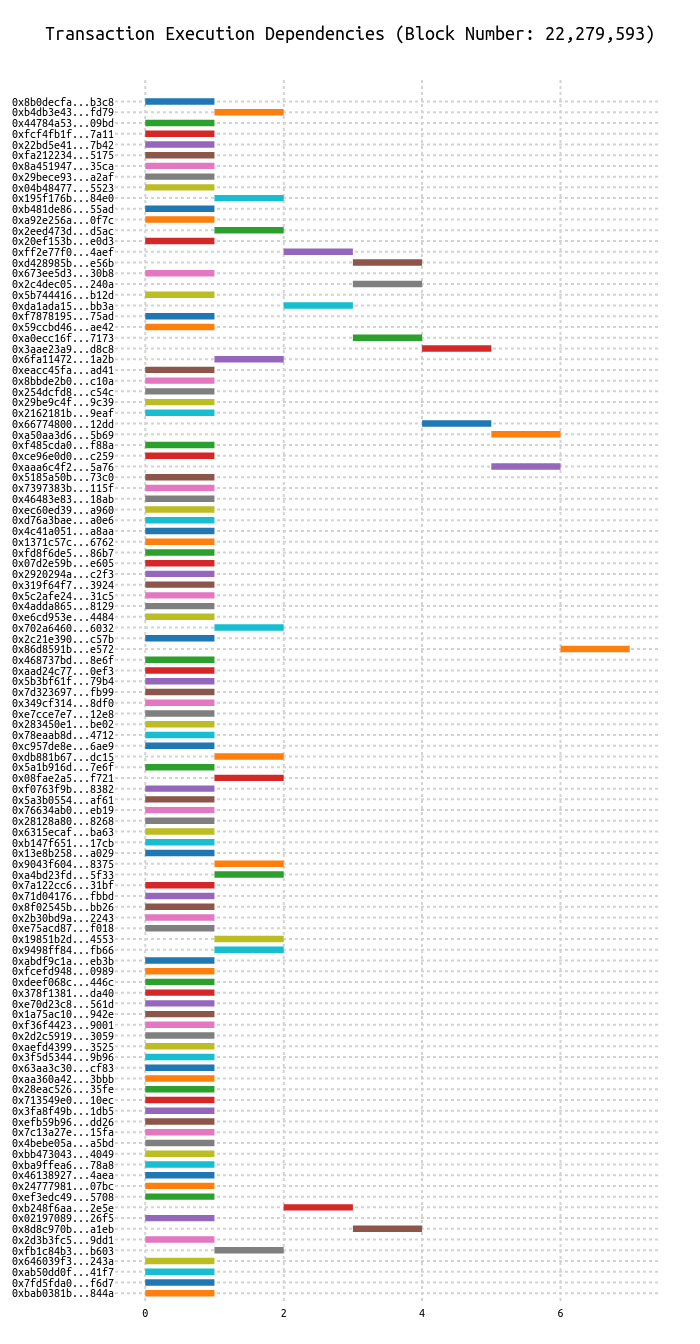 Transaction Execution Dependencies (Block Number: 22,279,593)
0x8b0decfa...b3c8
0xb4db3e43...fd79
0x44784a53...09bd
0xfcf4fb1f...7a11
0x22bd5e41...7b42
0xfa212234...5175
0x8a451947...35ca
0x29bece93...a2af
0x04b48477...5523
0x195f176b...84e0
0xb481de86...55ad
0xa92e256a...0f7c
0x2eed473d...d5ac
0x20ef153b...e0d3
0xff2e77f0...4aef
0xd428985b...e56b
0x673ee5d3...30b8
0x2c4dec05...240a
0x5b744416...b12d
0xda1ada15...bb3a
0xf7878195...75ad
0x59ccbd46...ae42
0xa0ecc16f...7173
0x3aae23a9...d8c8
0x6fa11472...1a2b
0xeacc45fa...ad41
0x8bbde2b0...c10a
0x254dcfd8...c54c
0x29be9c4f...9c39
0x2162181b...9eaf
0x66774800...12dd
0xa50aa3d6...5b69
0xf485cda0...f88a
0xce96e0d0...c259
0xaaa6c4f2...5a76
0x5185a50b...73c0
0x7397383b...115f
0x46483e83...18ab
0xec60ed39...a960
0xd76a3bae...a0e6
0x4c41a051...a8aa
0x1371c57c...6762
0xfd8f6de5...86b7
0x07d2e59b...e605
0x2920294a...c2f3
0x319f64f7...3924
0x5c2afe24...31c5
0x4adda865...8129
0xe6cd953e...4484
0x702a6460...6032
0x2c21e390...c57b
0x86d8591b...e572
0x468737bd...8e6f
0xaad24c77...0ef3
0x5b3bf61f...79b4
0x7d323697...fb99
0x349cf314...8df0
0xe7cce7e7...12e8
0x283450e1...be02
0x78eaab8d...4712
0xc957de8e...6ae9
0xdb881b67...dc15
0x5a1b916d...7e6f
0x08fae2a5...f721
0xf0763f9b...8382
0x5a3b0554...af61
0x76634ab0...eb19
0x28128a80...8268
0x6315ecaf...ba63
0xb147f651...17cb
0x13e8b258...a029
0x9043f604...8375
0xa4bd23fd...5f33
0x7a122cc6...31bf
0x71d04176...fbbd
0x8f02545b...bb26
0x2b30bd9a...2243
0xe75acd87...f018
0x19851b2d...4553
0x9498ff84...fb66
0xabdf9c1a...eb3b
0xfcefd948...0989
0xdeef068c...446c
0x378f1381...da40
0xe70d23c8...561d
0x1a75ac10...942e
0xf36f4423...9001
0x2d2c5919...3059
0xaefd4399...3525
0x3f5d5344...9b96
0x63aa3c30...cf83
0xaa360a42...3bbb
0x28eac526...35fe
0x713549e0...10ec
0x3fa8f49b...1db5
0xefb59b96...dd26
0x7c13a27e...15fa
0x4bebe05a...a5bd
0xbb473043...4049
0xba9ffea6...78a8
0x46138927...4aea
0x24777981...07bc
0xef3edc49...5708
0xb248f6aa...2e5e
0x02197089...26f5
0x8d8c970b...a1eb
0x2d3b3fc5...9dd1
0xfb1c84b3...b603
0x646039f3...243a
0xab50dd0f...41f7
0x7fd5fda0...f6d7
0xbab0381b...844a
0 2 4 6